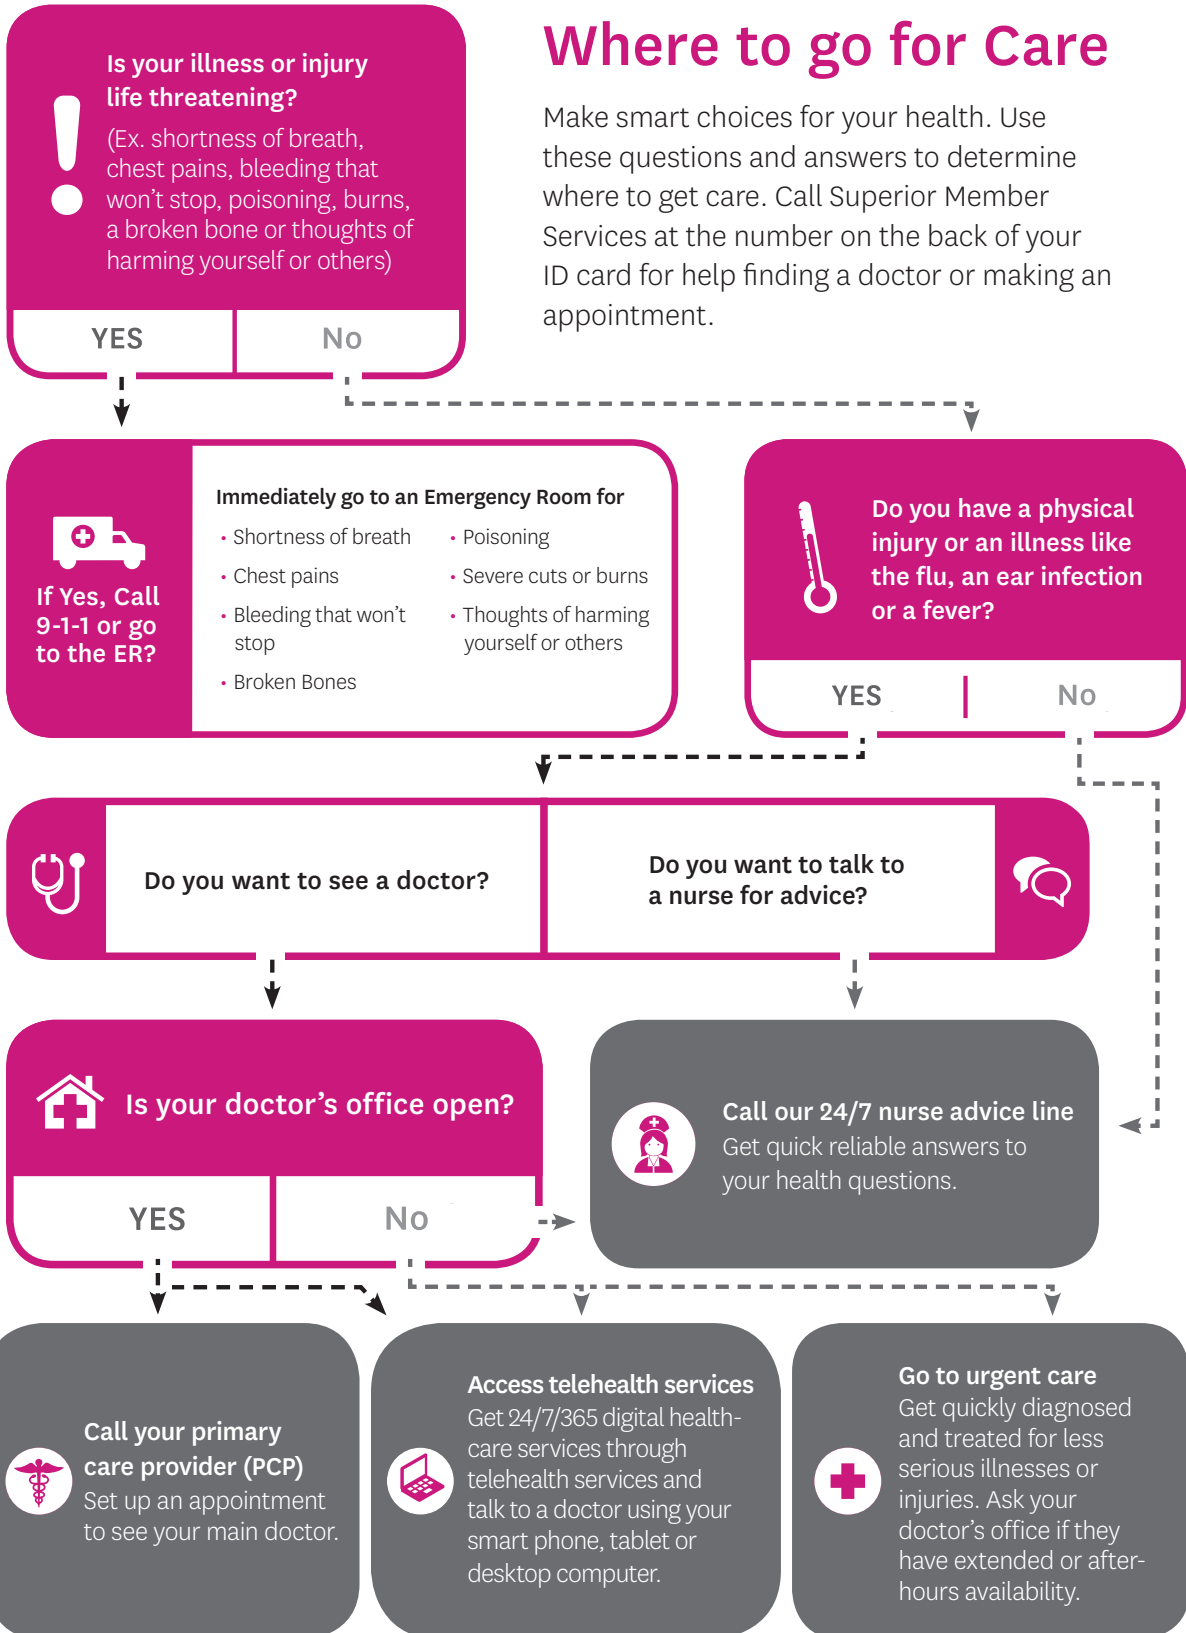 Where to go for Care
Make smart choices for your health. Use
these questions and answers to determine
where to get care. Call Superior Member
Services at the number on the back of your
ID card for help finding a doctor or making an
appointment.
Is your illness or injury
life threatening?
(Ex. shortness of breath,
chest pains, bleeding that
won't stop, poisoning, burns,
a broken bone or thoughts of
harming yourself or others)
YES
No
If Yes, Call
9-1-1 or go
to the ER?
Immediately go to an Emergency Room for
• Shortness of breath
• Chest pains
• Bleeding that won't
stop
• Broken Bones
• Poisoning
• Severe cuts or burns
• Thoughts of harming
yourself or others
Do you have a physical
injury or an illness like
the flu, an ear infection
or a fever?
YES
No
Do you want to see a doctor?
Do you want to talk to
a nurse for advice?
Is your doctor's office open?
YES
No
Call our 24/7 nurse advice line
Get quick reliable answers to
your health questions.
Call your primary
care provider (PCP)
Set up an appointment
to see your main doctor.
Access telehealth services
Get 24/7/365 digital health-
care services through
telehealth services and
talk to a doctor using your
smart phone, tablet or
desktop computer.
Go to urgent care
Get quickly diagnosed
and treated for less
serious illnesses or
injuries. Ask your
doctor's office if they
have extended or after-
hours availability.